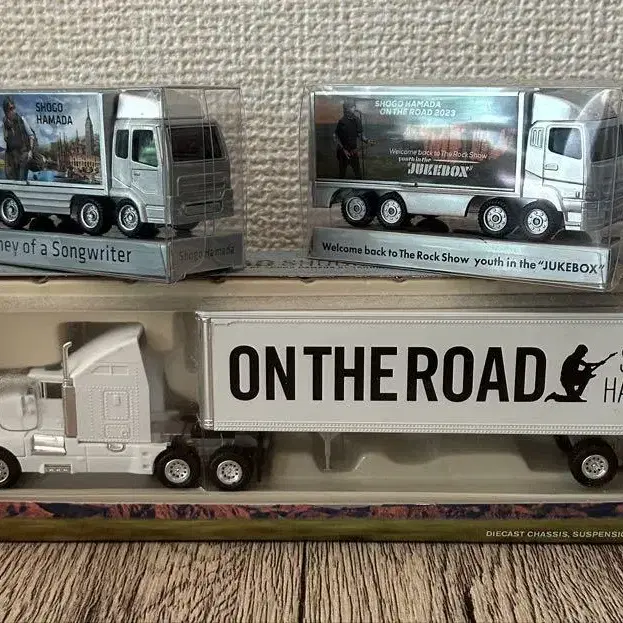 SHOGO
HAMADA
ney of a Songwriter
Shogo Hamada
SHOGO HAMADA
ON THE ROAD 2023
Welcome back to The Rock Show
youth in the
"JUKEBOX"
Welcome back to The Rock Show youth in the "JUKEBOX"
ON THE ROAD
S
HA
DIECAST CHASSIS, SUSPENSIO